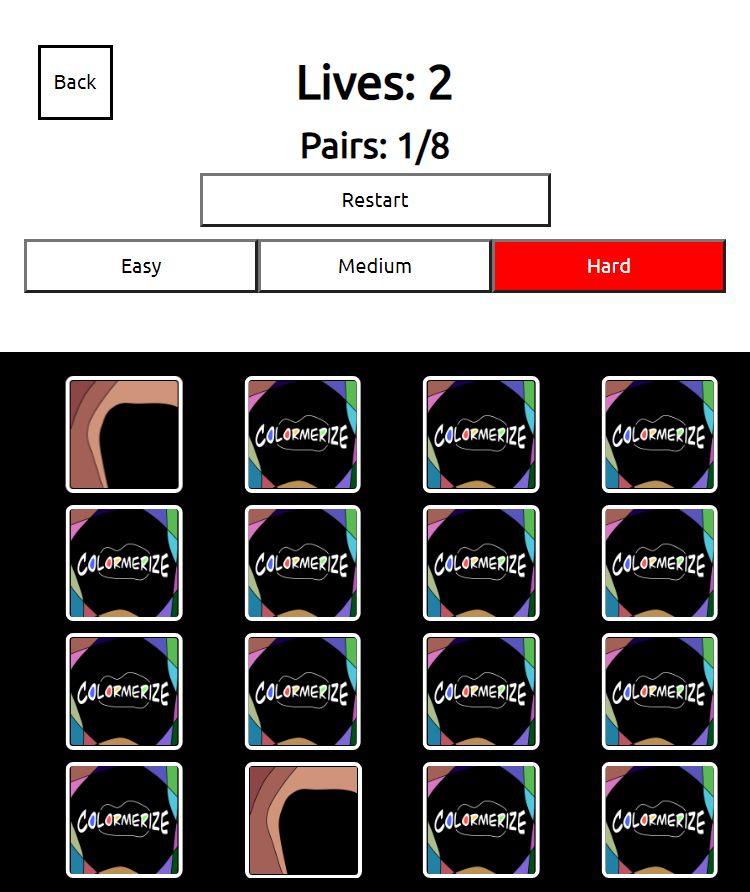 Back
Lives: 2
Pairs: 1/8
Restart
Easy Medium Hard
COLORMERIZE COLORMERIZE COLORMERIZE
COLORMERIZE COLORMERIZE COLORMERIZE COLORMERIZE
COLORMERIZE COLORMERIZE COLORMERIZE COLORMERIZE
COLORMERIZE COLORMERIZE COLORMERIZE